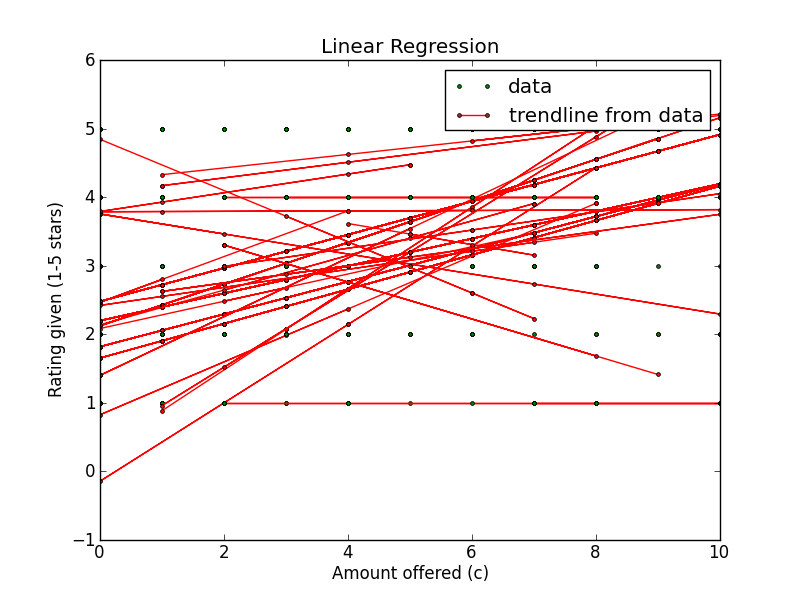 Linear Regression
data
trendline from data
6
5
4
3
2
1
0
−1
0 2 4 6 8 10
Rating given (1-5 stars)
Amount offered (c)